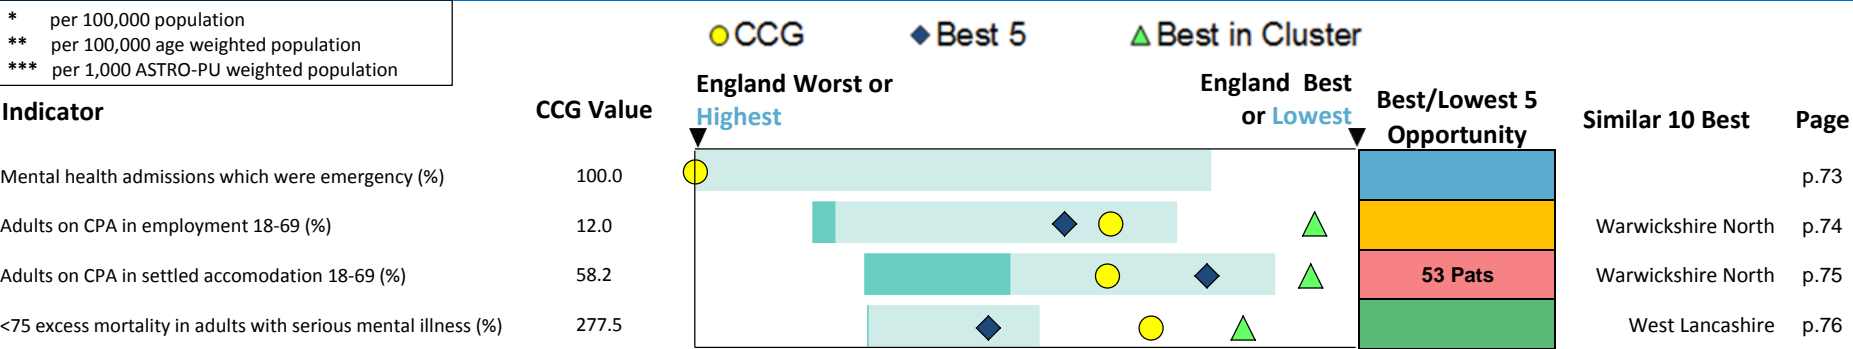 * per 100,000 population
** per 100,000 age weighted population
*** per 1,000 ASTRO-PU weighted population
CCG Best 5 Best in Cluster
Indicator CCG Value England Worst or Highest England Best or Lowest Best/Lowest 5 Opportunity Similar 10 Best Page
Mental health admissions which were emergency (%) 100.0 p.73
Adults on CPA in employment 18-69 (%) 12.0 Warwickshire North p.74
Adults on CPA in settled accomodation 18-69 (%) 58.2 53 Pats Warwickshire North p.75
<75 excess mortality in adults with serious mental illness (%) 277.5 West Lancashire p.76